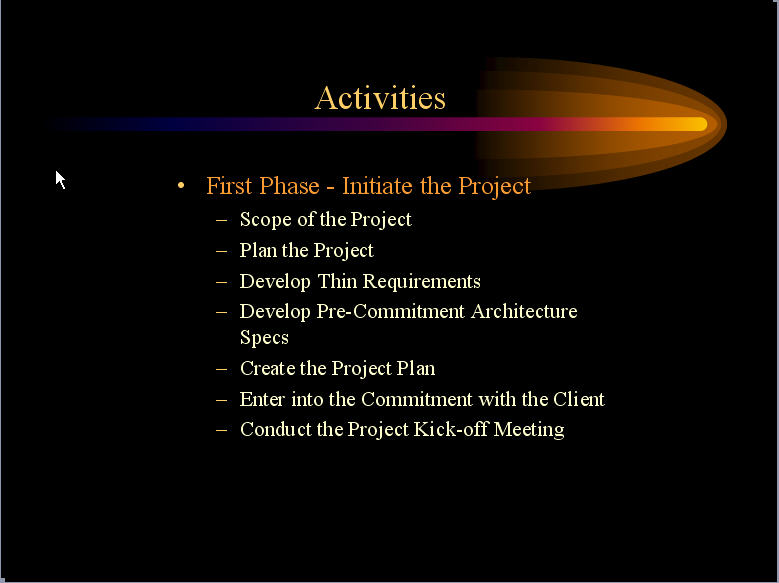 Activities
• First Phase - Initiate the Project
– Scope of the Project
– Plan the Project
– Develop Thin Requirements
– Develop Pre-Commitment Architecture
Specs
– Create the Project Plan
– Enter into the Commitment with the Client
– Conduct the Project Kick-off Meeting